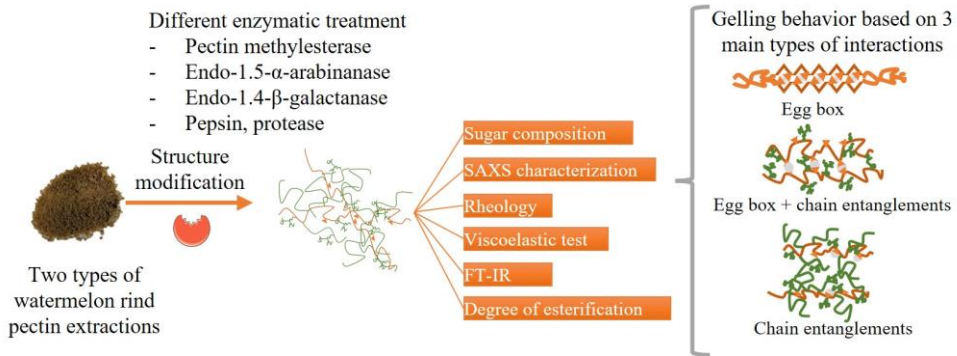 Different enzymatic treatment
- Pectin methylesterase
- Endo-1.5-α-arabinanase
- Endo-1.4-β-galactanase
- Pepsin, protease
Structure
modification
Two types of
watermelon rind
pectin extractions
Sugar composition
SAXS characterization
Rheology
Viscoelastic test
FT-IR
Degree of esterification
Gelling behavior based on 3
main types of interactions
Egg box
Egg box + chain entanglements
Chain entanglements